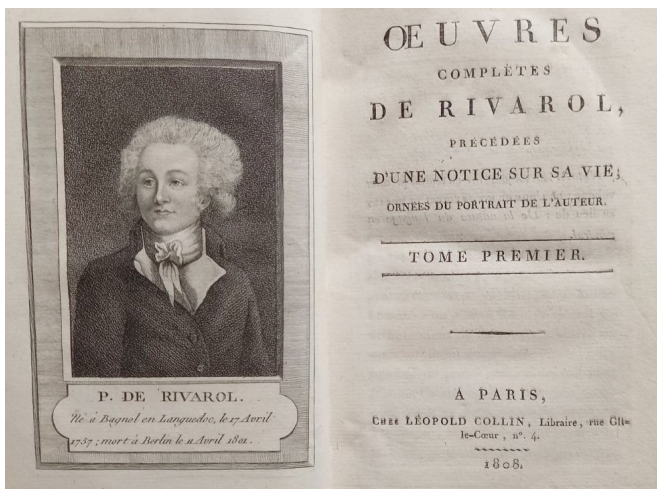 P. DE RIVAROL.
Né à Bagnol en Languedoc, le 17 Avril
1757; mort à Berlin le 11 Avril 1801.
ŒUVRES
COMPLÈTES
DE RIVAROL,
PRÉCÉDÉES
D'UNE NOTICE SUR SA VIE;
ORNÉES DU PORTRAIT DE L'AUTEUR.
TOME PREMIER.
A PARIS,
CHEZ LÉOPOLD COLLIN, Libraire, rue Gît-
le-Cœur, n°. 4.
1808.